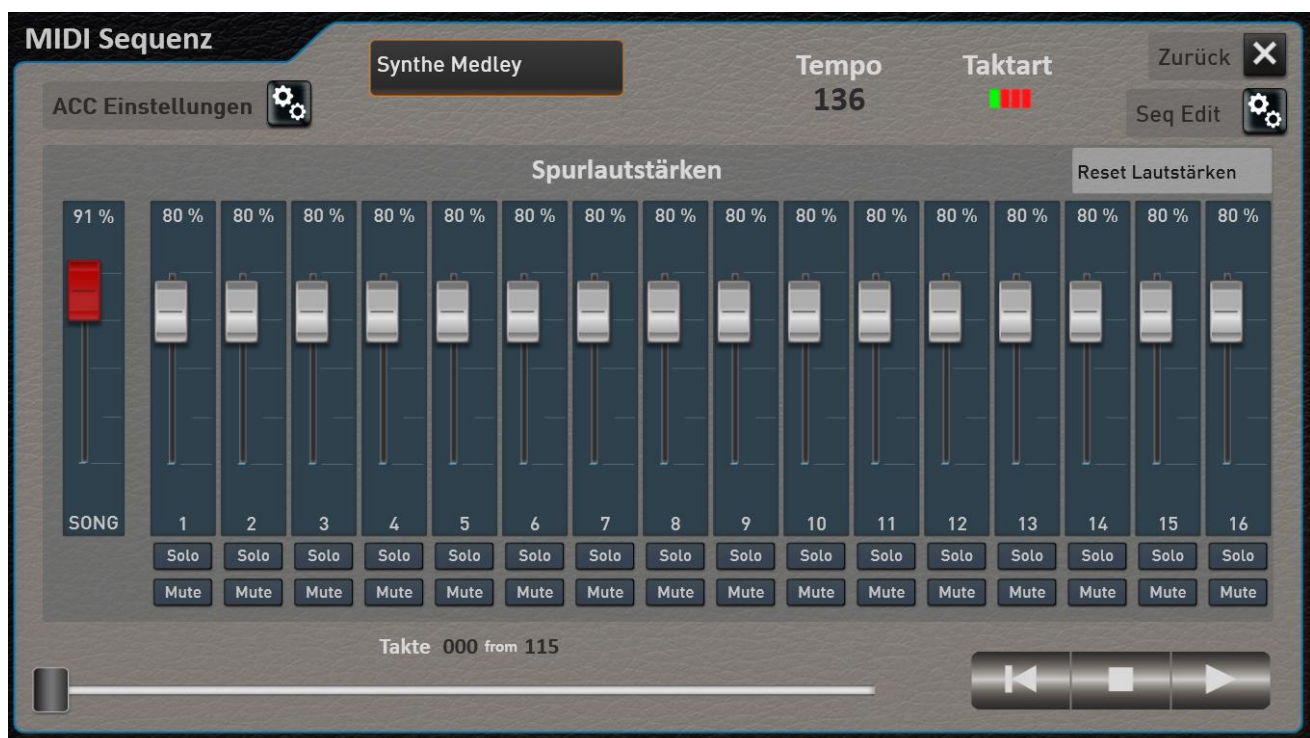 MIDI Sequenz
Synthe Medley
Tempo
Taktart
Zurück
136
ACC Einstellungen
Seq Edit
Spurlautstärken
Reset Lautstärken
91 % 80 % 80 % 80 % 80 % 80 % 80 % 80 % 80 % 80 % 80 % 80 % 80 % 80 % 80 % 80 % 80 %
SONG 1 2 3 4 5 6 7 8 9 10 11 12 13 14 15 16
Solo Solo Solo Solo Solo Solo Solo Solo Solo Solo Solo Solo Solo Solo Solo Solo
Mute Mute Mute Mute Mute Mute Mute Mute Mute Mute Mute Mute Mute Mute Mute Mute
Takte 000 from 115